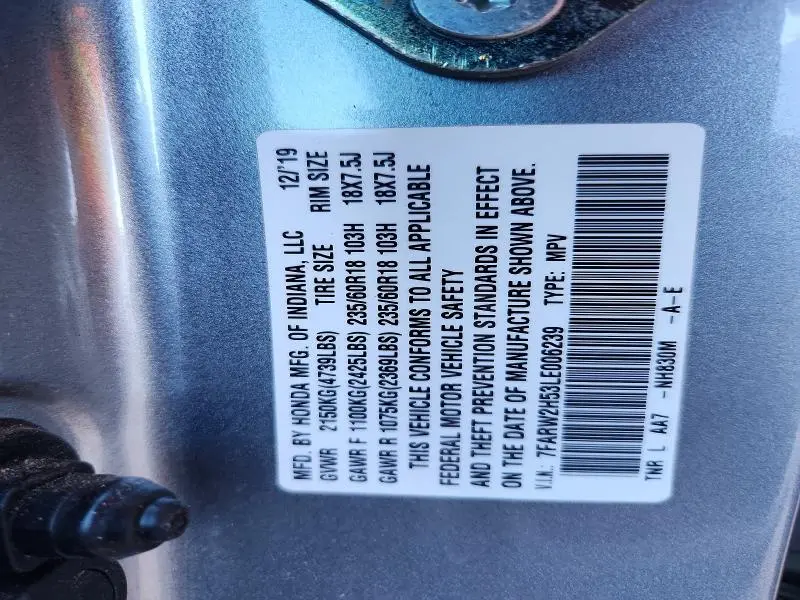 MFD. BY HONDA MFG. OF INDIANA, LLC 12/'19
GVWR 2150KG(4739LBS) TIRE SIZE RIM SIZE
GAWR F 1100KG(2425LBS) 235/60R18 103H 18X7.5J
GAWR R 1075KG(2369LBS) 235/60R18 103H 18X7.5J
THIS VEHICLE CONFORMS TO ALL APPLICABLE
FEDERAL MOTOR VEHICLE SAFETY
AND THEFT PREVENTION STANDARDS IN EFFECT
ON THE DATE OF MANUFACTURE SHOWN ABOVE.
V.I.N.: 7FARW2H53LE006239 TYPE: MPV
TNR L AA7 -NH830M -A-E